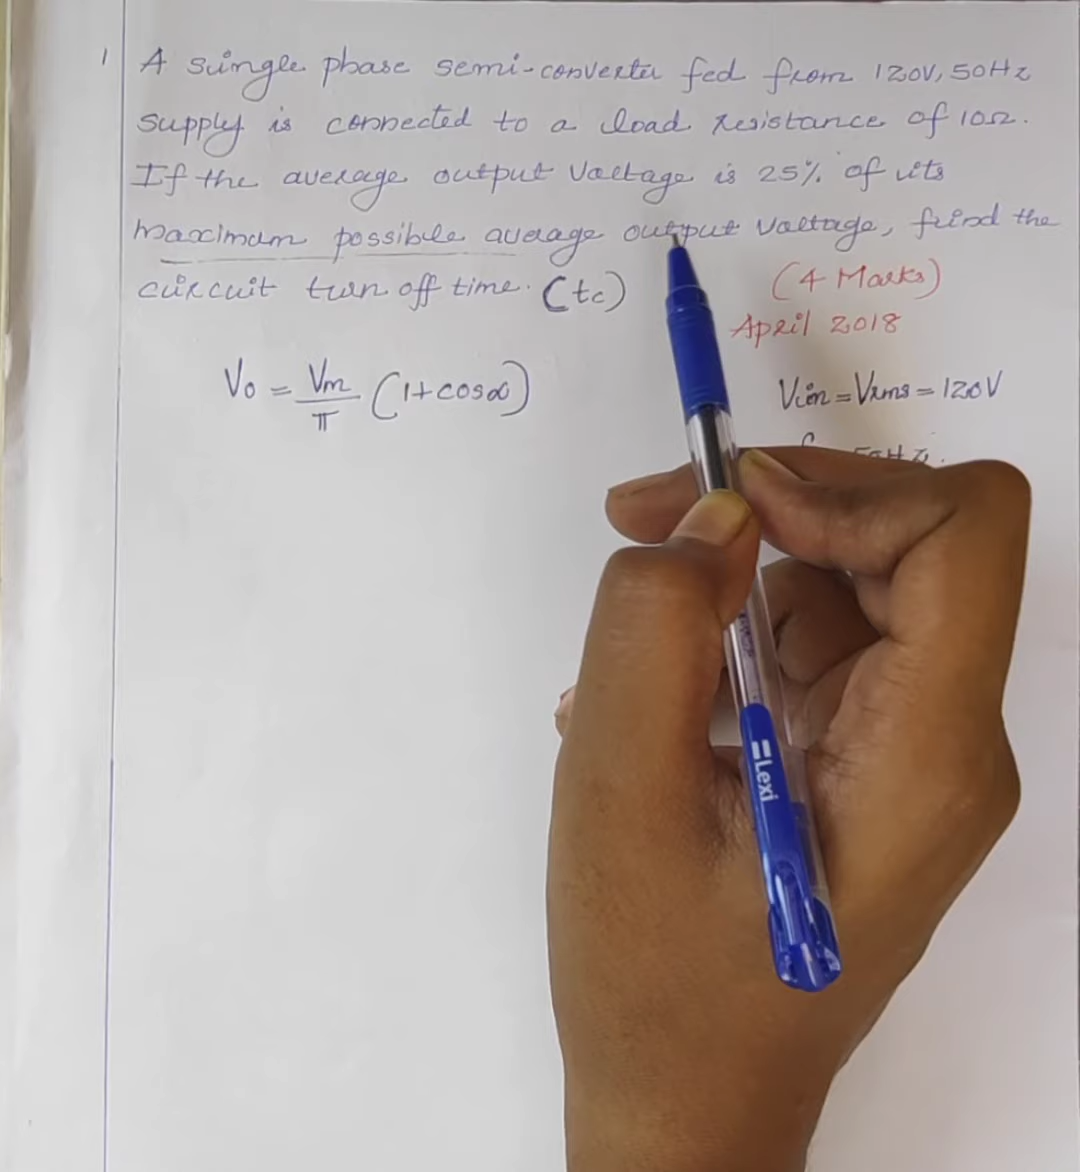 1 A single phase semi-converter fed from 120V, 50Hz
supply is connected to a load resistance of 10Ω.
If the average output voltage is 25% of its
maximum possible average output voltage, find the
circuit turn off time. (tc)
(4 Marks)
April 2018
V₀ = Vm/π (1+cosα)
Vin = Vrms = 120V
50Hz.
Lexi